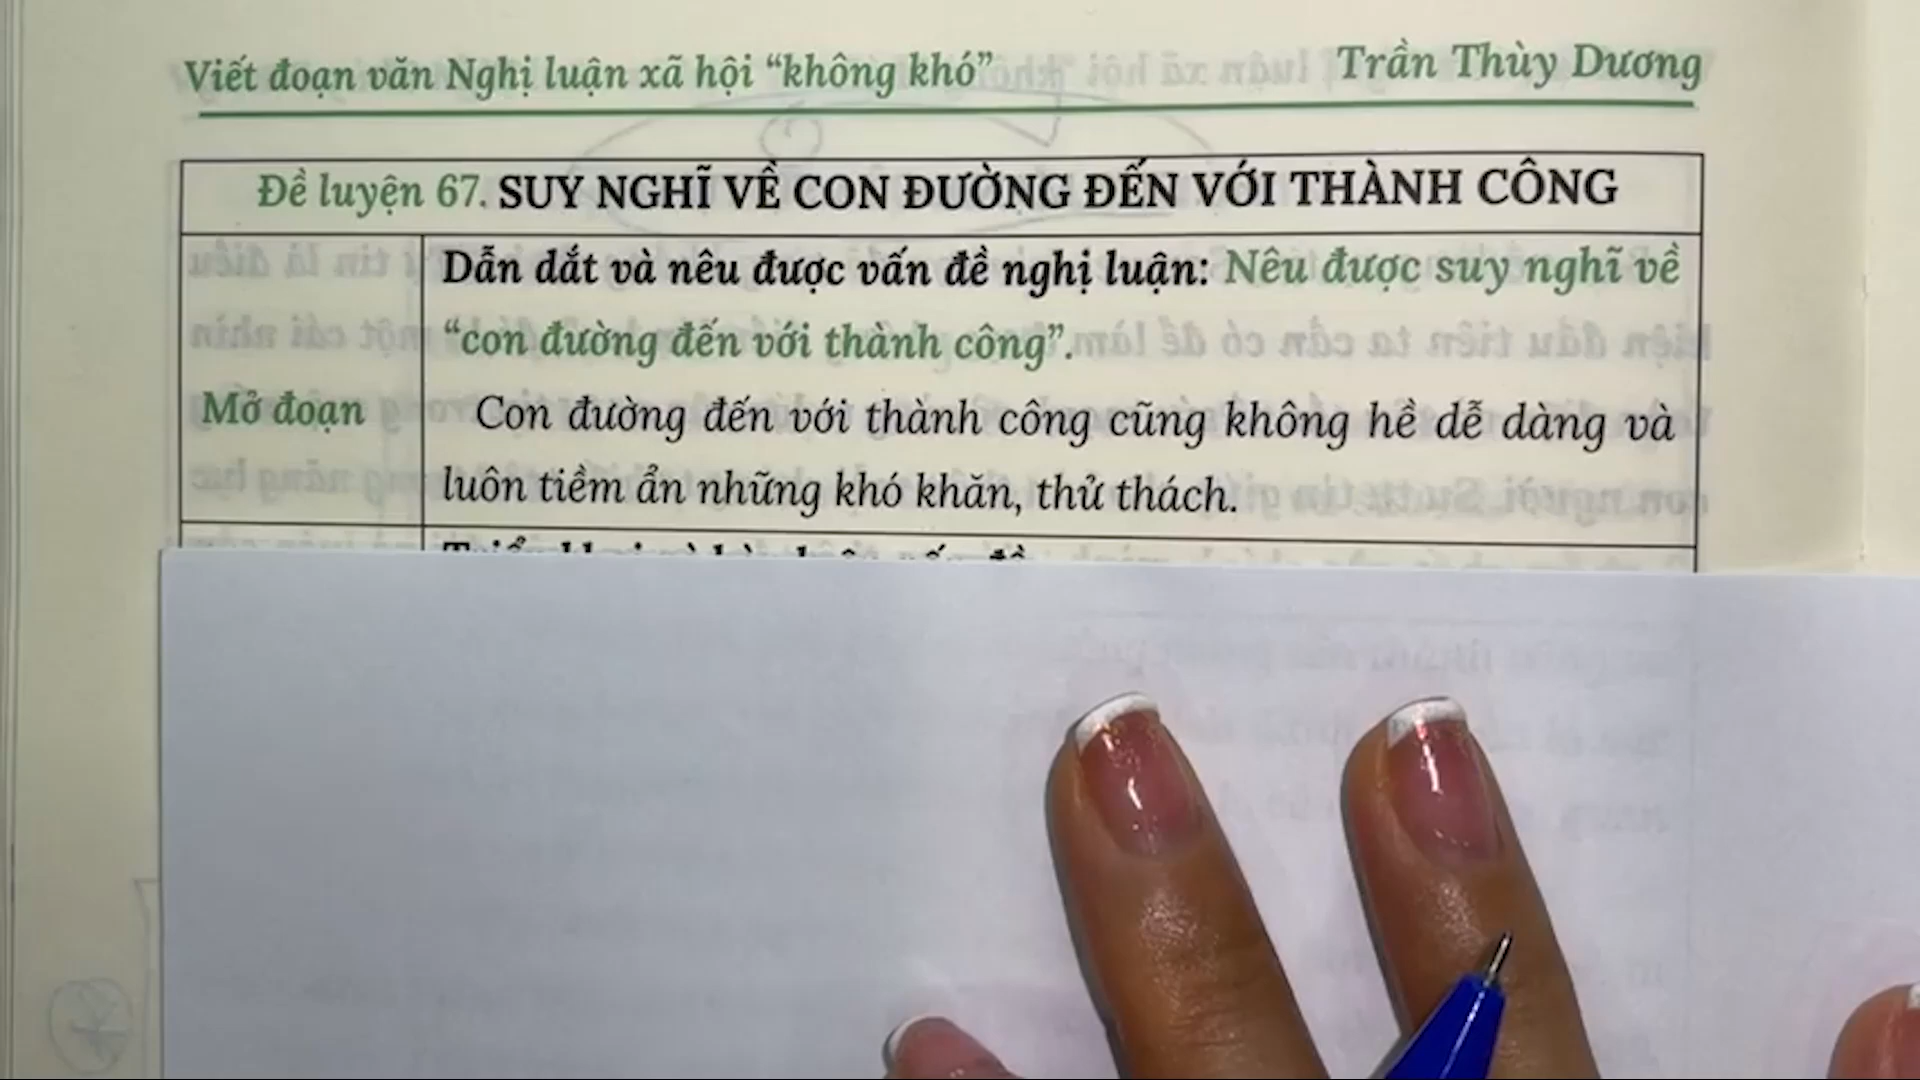 Viết đoạn văn Nghị luận xã hội “không khó” Trần Thùy Dương
Đề luyện 67. SUY NGHĨ VỀ CON ĐƯỜNG ĐẾN VỚI THÀNH CÔNG
Mở đoạn
Dẫn dắt và nêu được vấn đề nghị luận: Nêu được suy nghĩ về
“con đường đến với thành công”.
Con đường đến với thành công cũng không hề dễ dàng và
luôn tiềm ẩn những khó khăn, thử thách.